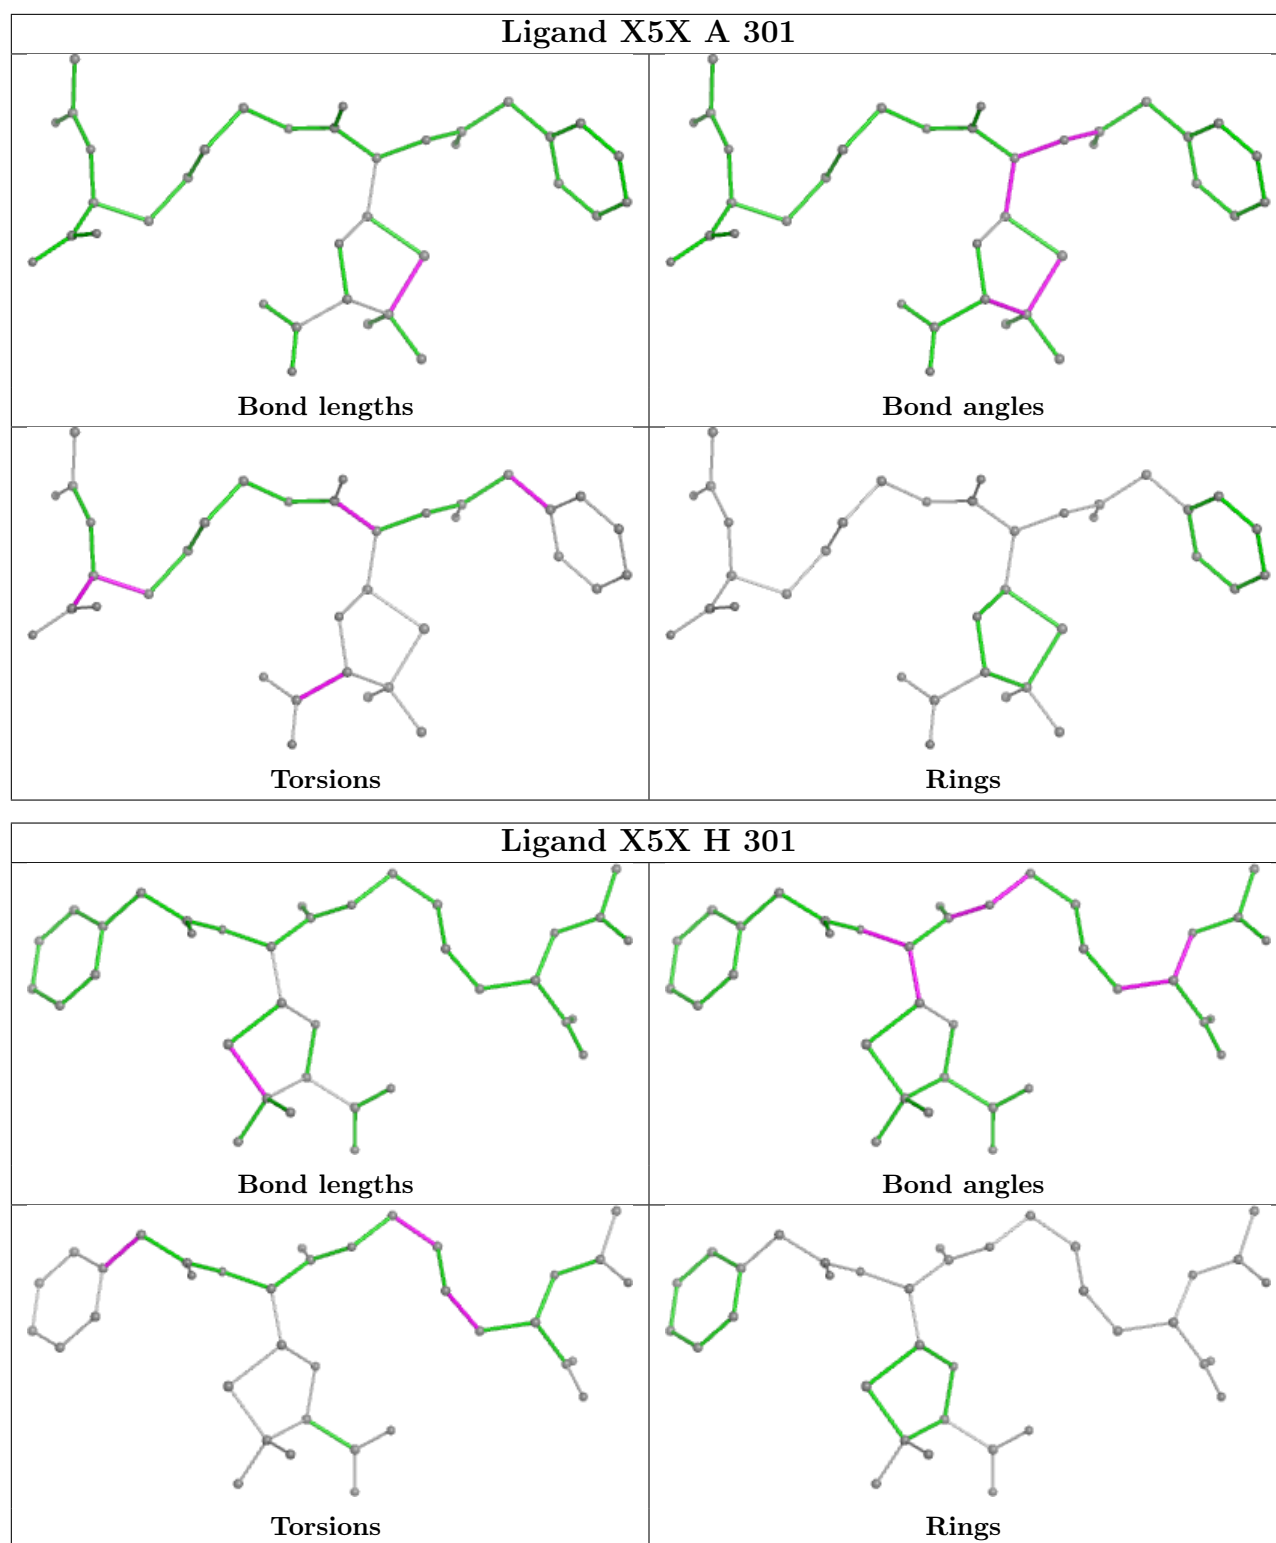 Ligand X5X A 301
Bond lengths
Bond angles
Torsions
Rings
Ligand X5X H 301
Bond lengths
Bond angles
Torsions
Rings